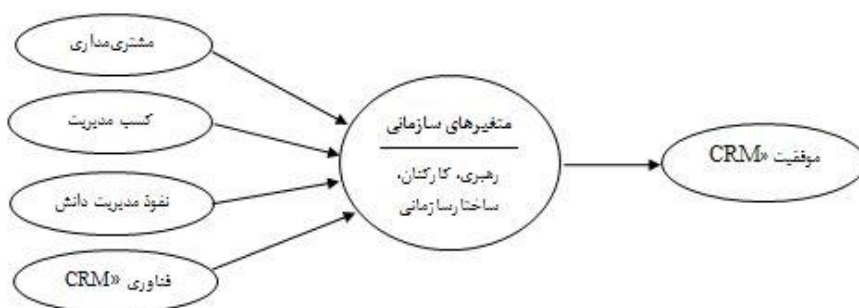 مشتری‌مداری
کسب مدیریت
نفوذ مدیریت دانش
فناوری «CRM
متغیرهای سازمانی
رهبری، کارکنان،
ساختارسازمانی
موفقیت «CRM